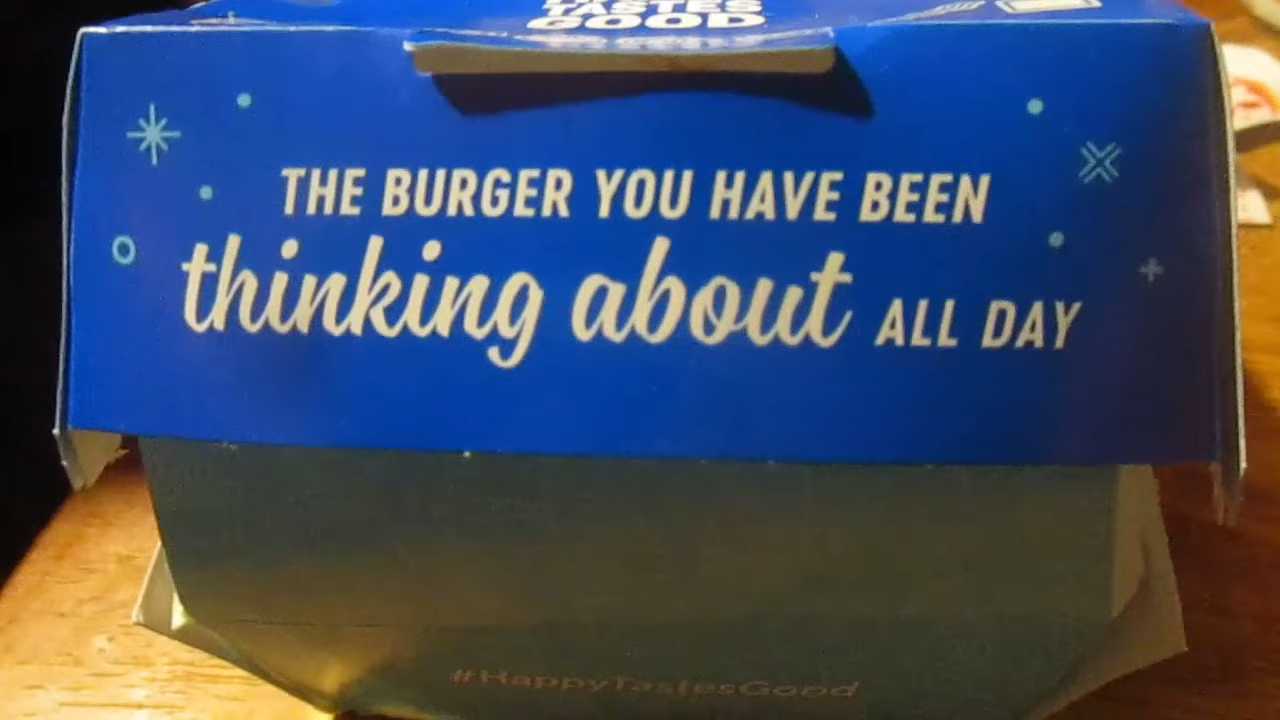 TASTES
GOOD
THE BURGER YOU HAVE BEEN
thinking about ALL DAY
#HappyTastesGood